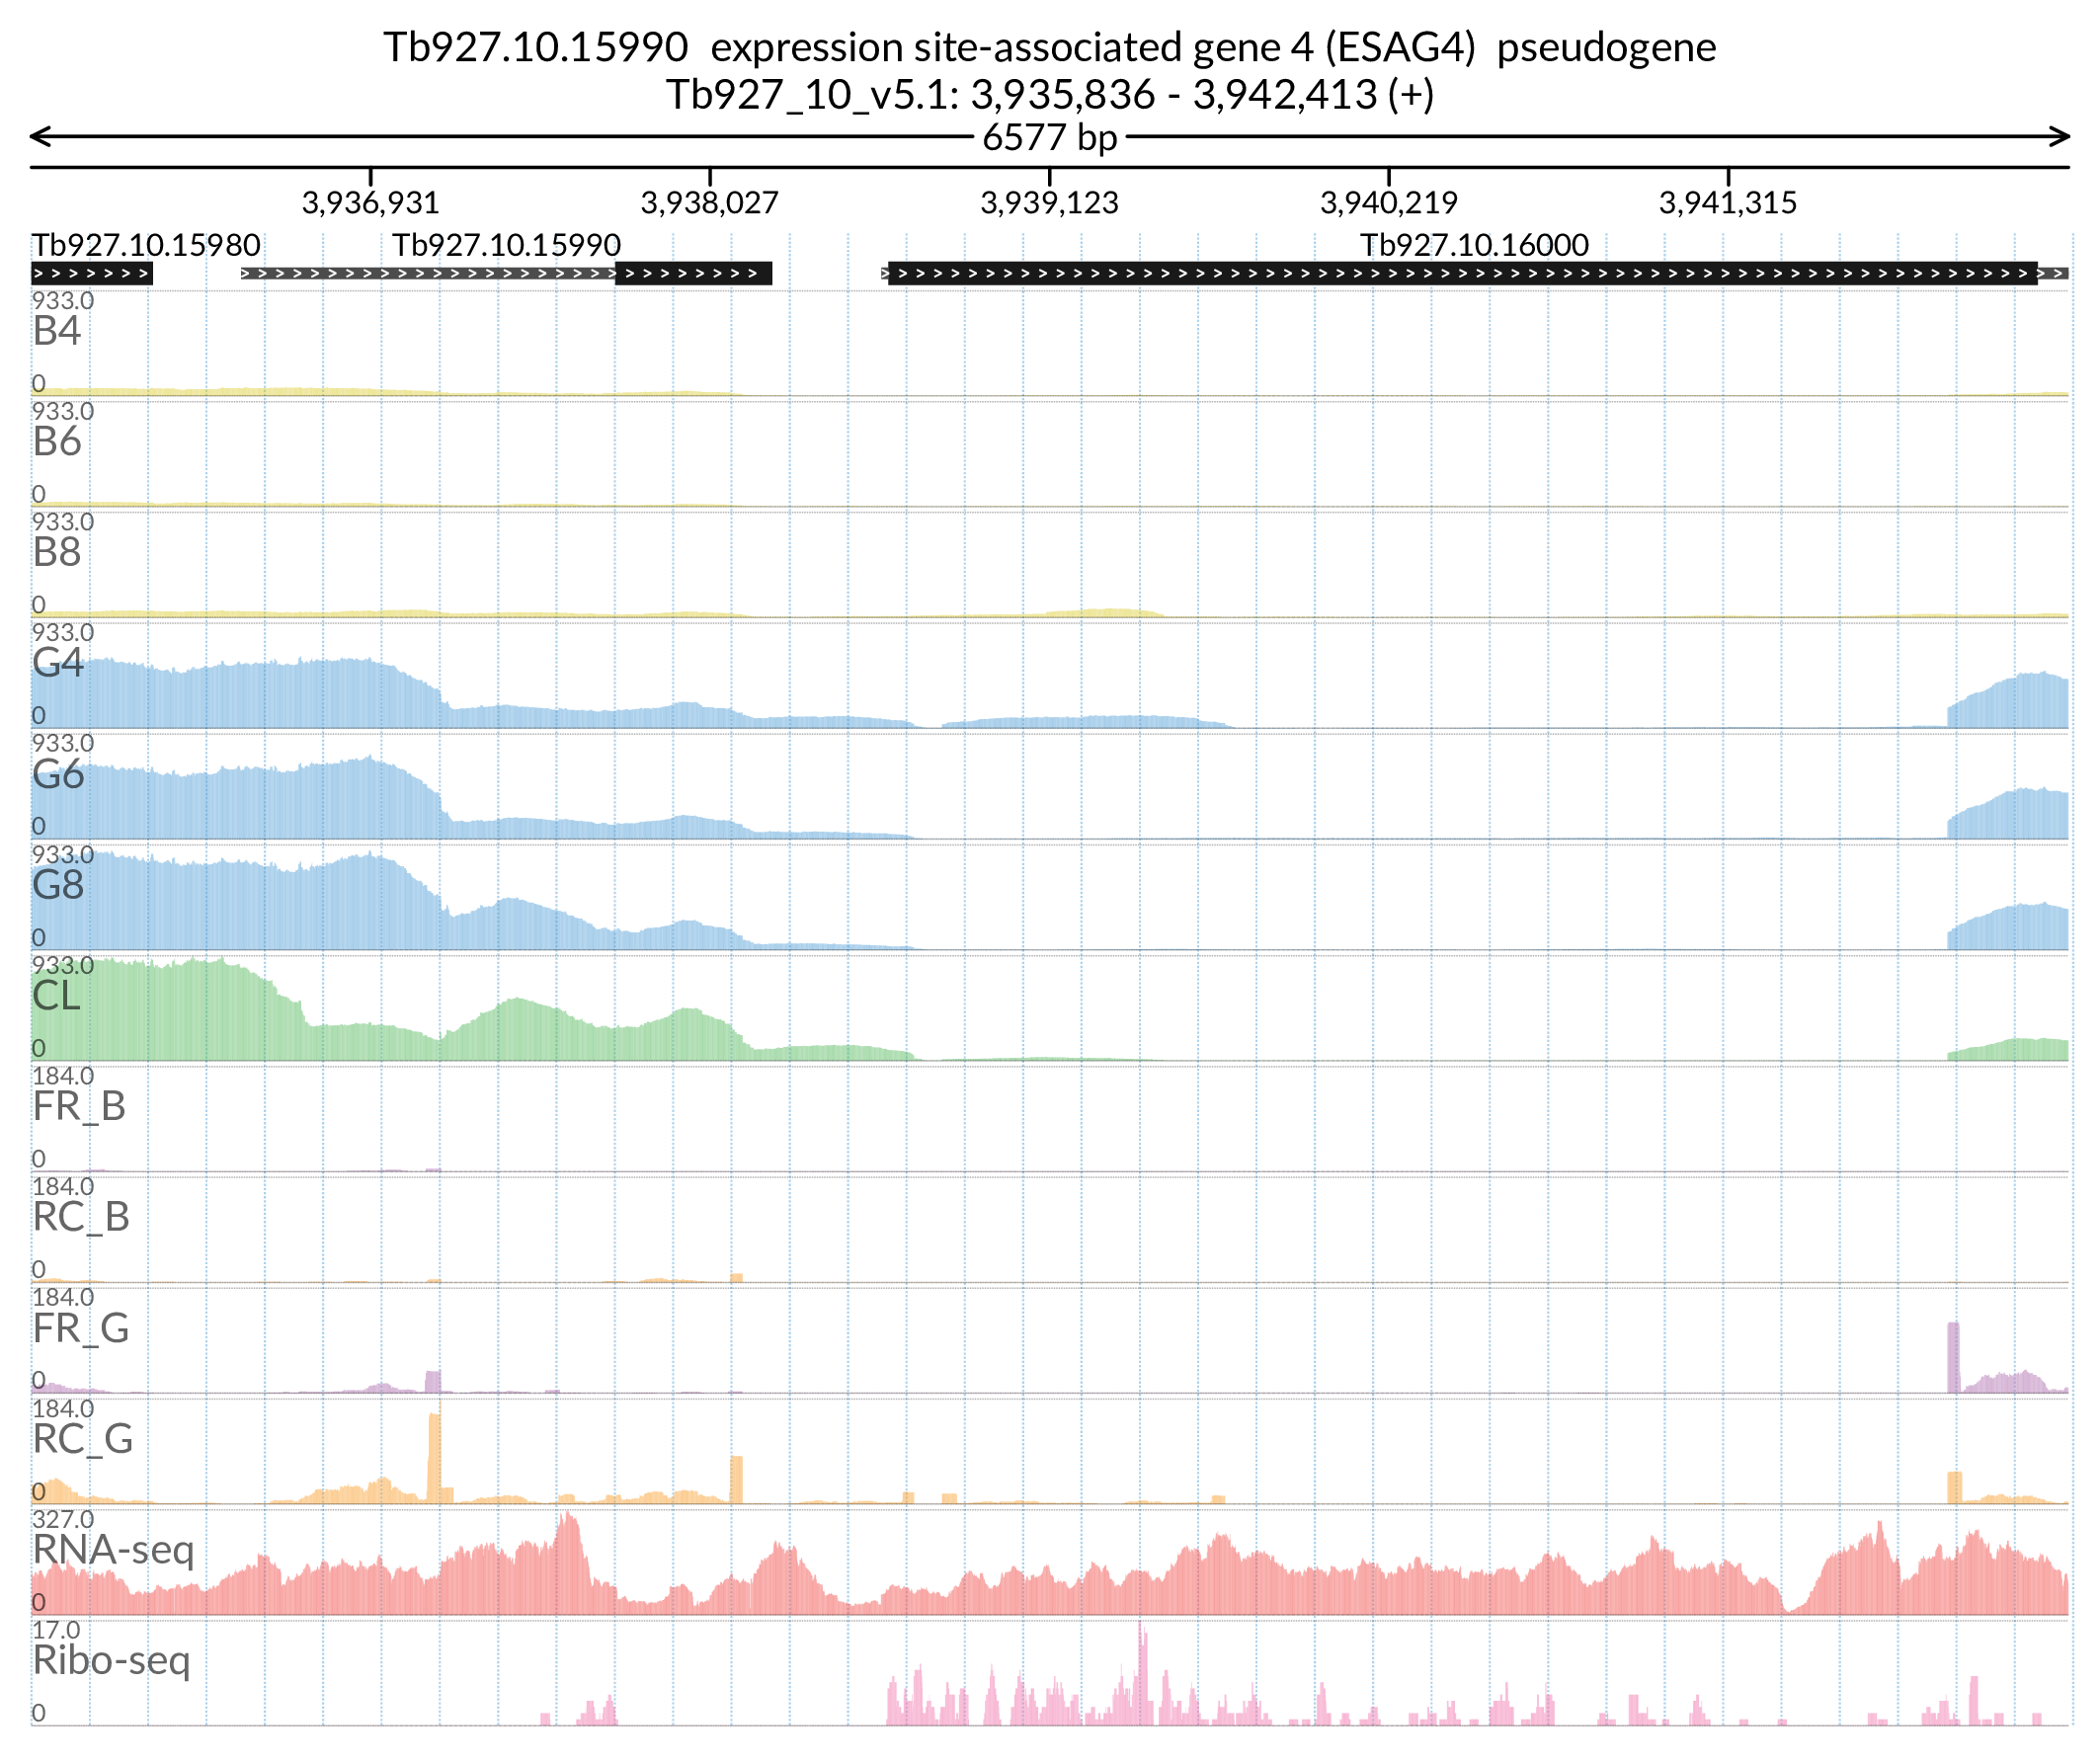 Tb927.10.15990 expression site-associated gene 4 (ESAG4) pseudogene
Tb927_10_v5.1: 3,935,836 - 3,942,413 (+)
6577 bp
3,936,931 3,938,027 3,939,123 3,940,219 3,941,315
Tb927.10.15980 Tb927.10.15990 Tb927.10.16000
933.0
B4
0
933.0
B6
0
933.0
B8
0
933.0
G4
0
933.0
G6
0
933.0
G8
0
933.0
CL
0
184.0
FR_B
0
184.0
RC_B
0
184.0
FR_G
0
184.0
RC_G
0
327.0
RNA-seq
0
17.0
Ribo-seq
0